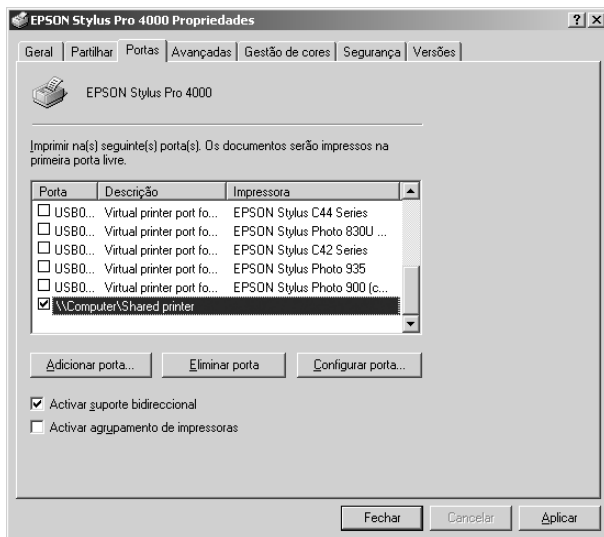 EPSON Stylus Pro 4000 Propriedades
Geral Partilhar Portas Avançadas Gestão de cores Segurança Versões
EPSON Stylus Pro 4000
Imprimir na(s) seguinte(s) porta(s). Os documentos serão impressos na
primeira porta livre.
Porta Descrição Impressora
USB0... Virtual printer port fo... EPSON Stylus C44 Series
USB0... Virtual printer port fo... EPSON Stylus Photo 830U ...
USB0... Virtual printer port fo... EPSON Stylus C42 Series
USB0... Virtual printer port fo... EPSON Stylus Photo 935
USB0... Virtual printer port fo... EPSON Stylus Photo 900 (c...
\\Computer\Shared printer
Adicionar porta... Eliminar porta Configurar porta...
Activar suporte bidireccional
Activar agrupamento de impressoras
Fechar Cancelar Aplicar